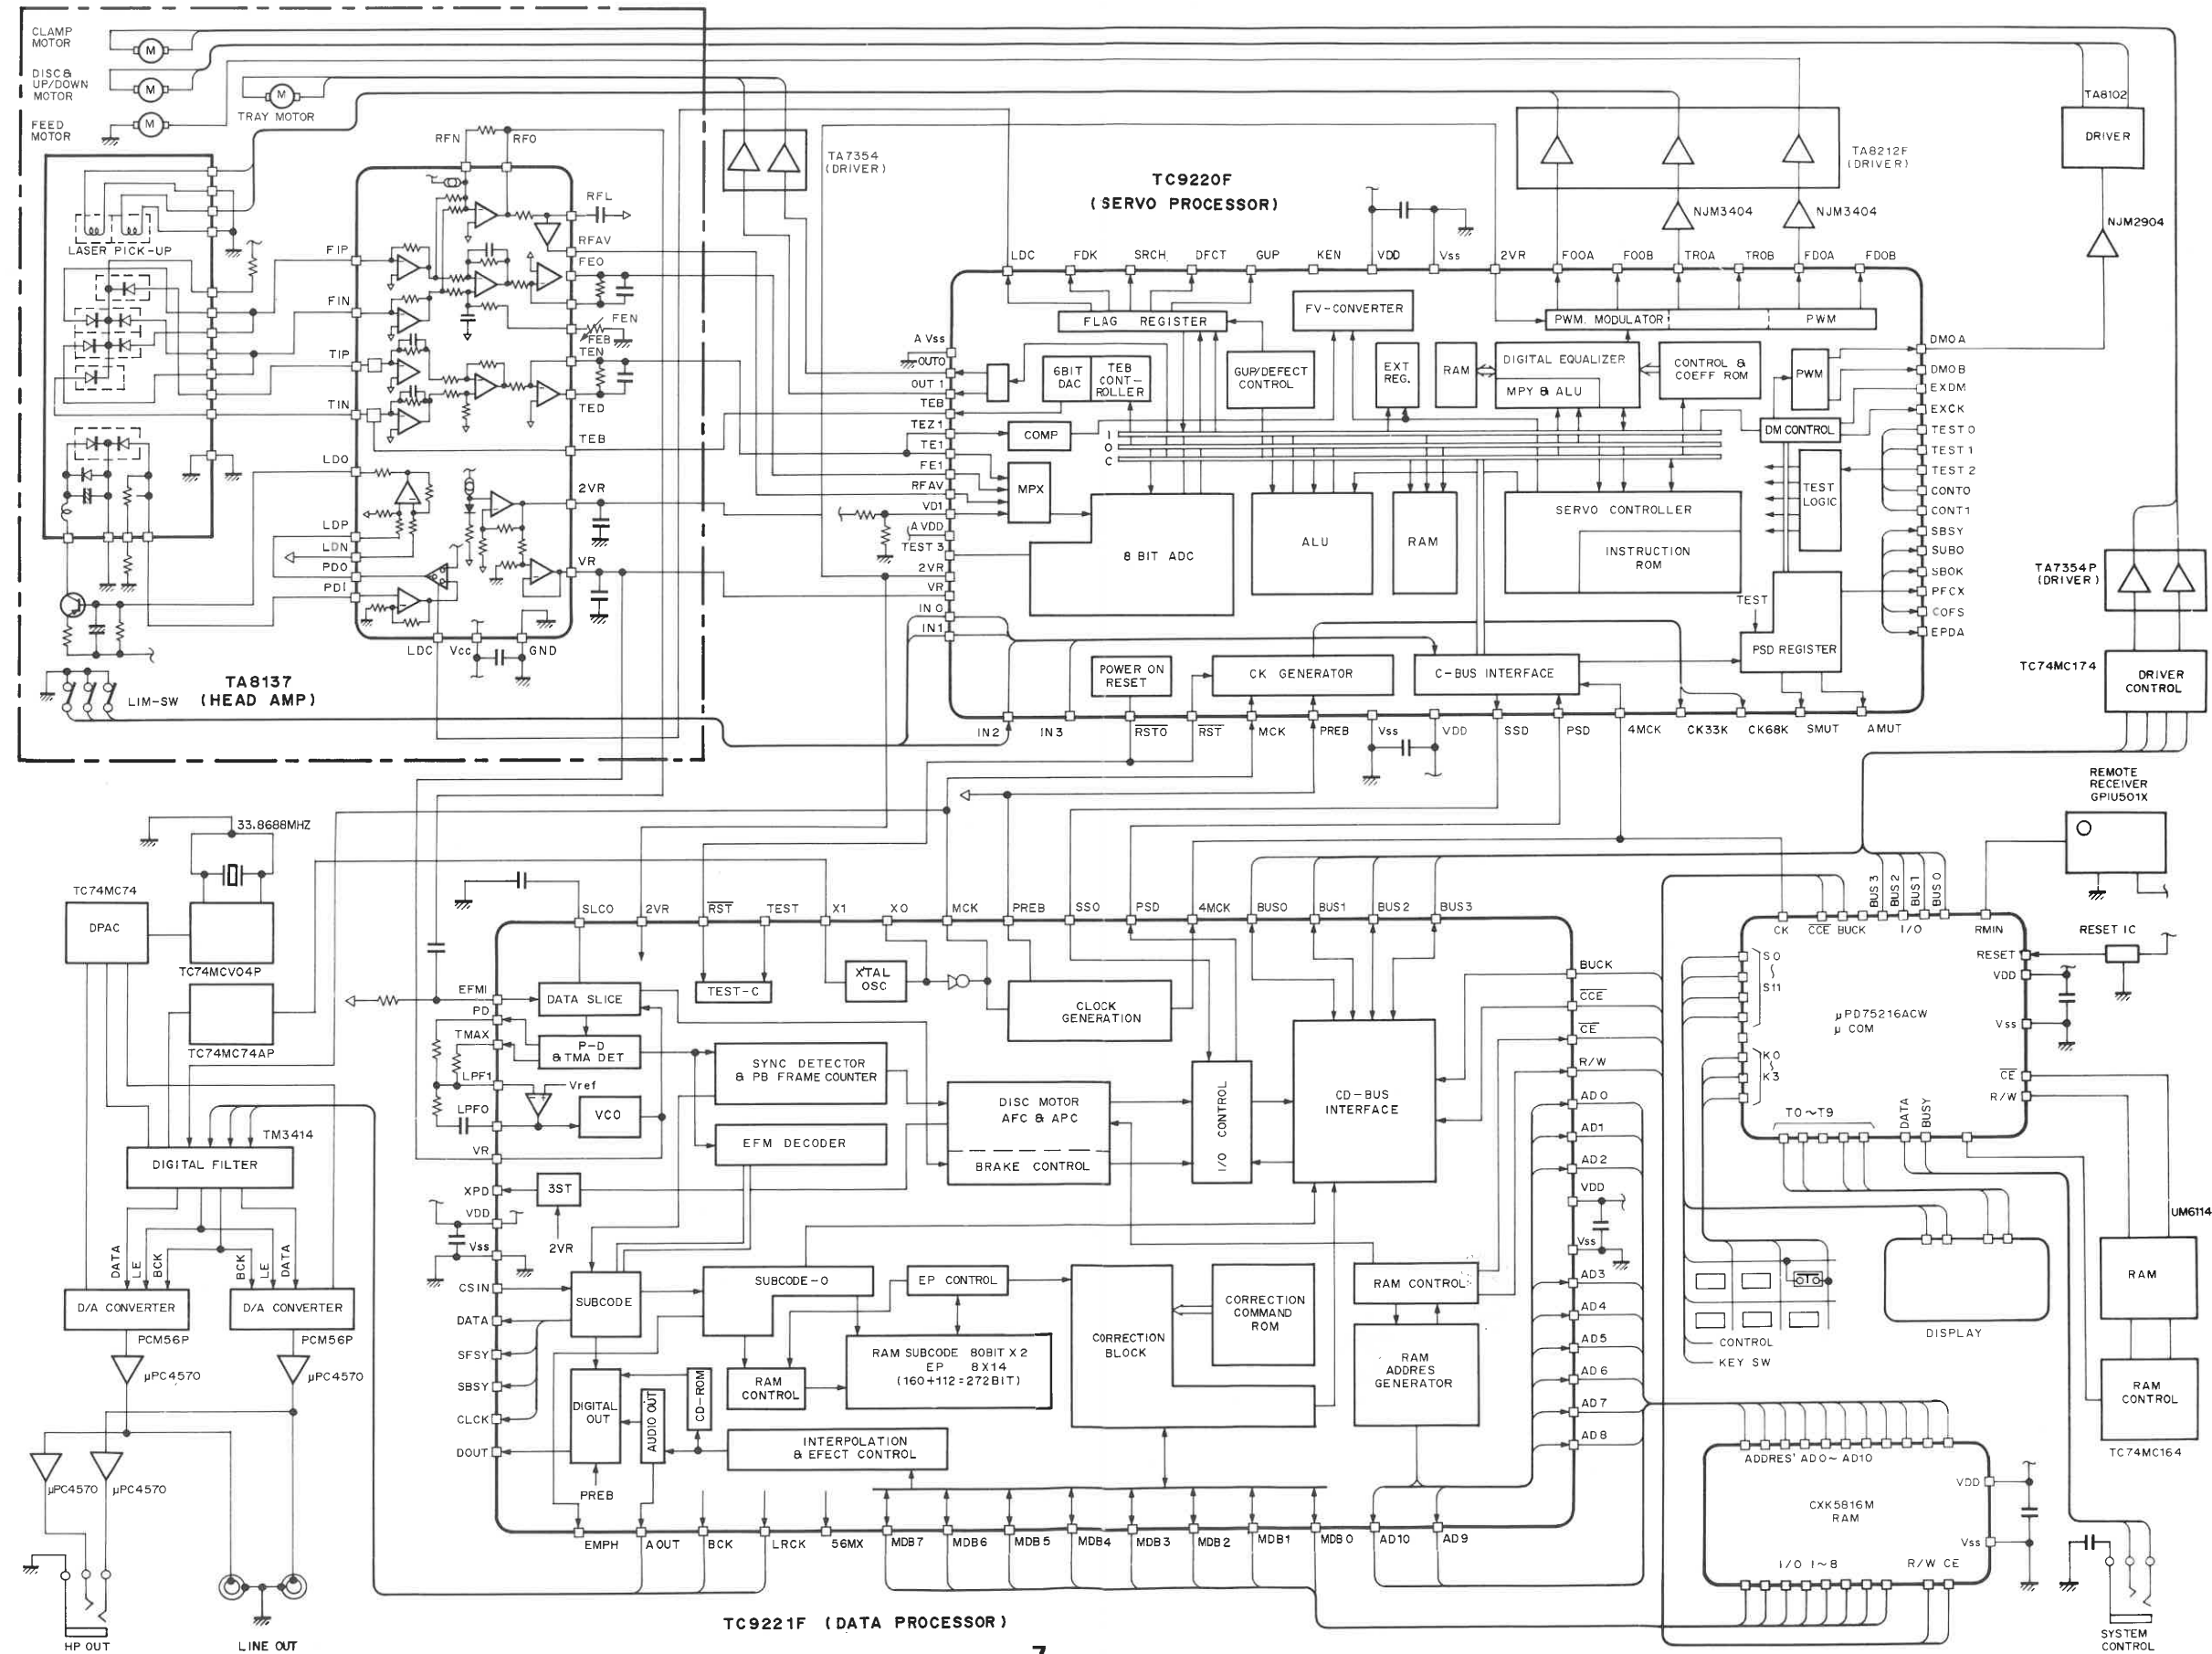 CLAMP
MOTOR
DISC&
UP/DOWN
MOTOR
FEED
MOTOR
M
M
M
M
TRAY MOTOR
LASER PICK-UP
RFN
RFO
RFL
RFAV
FEO
FEN
FEB
TEN
TED
TEB
2VR
VR
FIP
FIN
TIP
TIN
LDO
LDP
LDN
PDO
PDI
LDC
Vcc
GND
TA8137
(HEAD AMP)
LIM-SW
TA7354
(DRIVER)
TC9220F
(SERVO PROCESSOR)
TA8212F
(DRIVER)
NJM3404
NJM3404
TA8102
DRIVER
NJM2904
LDC
FDK
SRCH
DFCT
GUP
KEN
VDD
Vss
2VR
FOOA
FOOB
TROA
TROB
FDOA
FDOB
A Vss
OUTO
OUT 1
TEB
TEZ1
TE1
FE1
RFAV
VD1
A VDD
TEST 3
2VR
VR
IN 0
IN1
FLAG REGISTER
FV-CONVERTER
PWM. MODULATOR
PWM
6BIT
DAC
TEB
CONT-
ROLLER
GUP/DEFECT
CONTROL
EXT
REG.
RAM
DIGITAL EQUALIZER
MPY & ALU
CONTROL &
COEFF ROM
PWM
DM CONTROL
COMP
I
O
C
MPX
8 BIT ADC
ALU
RAM
SERVO CONTROLLER
INSTRUCTION
ROM
TEST
LOGIC
TEST
PSD REGISTER
POWER ON
RESET
CK GENERATOR
C-BUS INTERFACE
DMOA
DMOB
EXDM
EXCK
TEST 0
TEST 1
TEST 2
CONTO
CONT1
SBSY
SUBO
SBOK
PFCX
COFS
EPDA
IN2
IN3
RSTO
RST
MCK
PREB
Vss
VDD
SSD
PSD
4MCK
CK33K
CK68K
SMUT
AMUT
TA7354P
(DRIVER)
TC74MC174
DRIVER
CONTROL
REMOTE
RECEIVER
GPIU501X
33.8688MHZ
TC74MC74
DPAC
TC74MCV04P
TC74MC74AP
TM3414
DIGITAL FILTER
DATA
LE
BCK
BCK
LE
DATA
D/A CONVERTER
D/A CONVERTER
PCM56P
PCM56P
μPC4570
μPC4570
μPC4570
μPC4570
HP OUT
LINE OUT
SLCO
2VR
RST
TEST
X1
XO
MCK
PREB
SSO
PSD
4MCK
BUS0
BUS1
BUS2
BUS3
EFMI
PD
TMAX
LPF1
LPFO
VR
XPD
VDD
Vss
CSIN
DATA
SFSY
SBSY
CLCK
DOUT
DATA SLICE
P-D
& TMA DET
Vref
VCO
3ST
2VR
TEST-C
X'TAL
OSC
CLOCK
GENERATION
SYNC DETECTOR
& PB FRAME COUNTER
EFM DECODER
DISC MOTOR
AFC & APC
BRAKE CONTROL
I/O CONTROL
CD-BUS
INTERFACE
SUBCODE
SUBCODE-O
EP CONTROL
RAM SUBCODE 80BIT X 2
EP 8 X14
(160+112=272BIT)
RAM
CONTROL
DIGITAL
OUT
PREB
AUDIO OUT
CD-ROM
INTERPOLATION
& EFECT CONTROL
CORRECTION
BLOCK
CORRECTION
COMMAND
ROM
RAM CONTROL
RAM
ADDRES
GENERATOR
BUCK
CCE
CE
R/W
AD0
AD1
AD2
VDD
Vss
AD3
AD4
AD5
AD6
AD7
AD8
EMPH
AOUT
BCK
LRCK
56MX
MDB7
MDB6
MDB5
MDB4
MDB3
MDB2
MDB1
MDB0
AD10
AD9
TC9221F (DATA PROCESSOR)
BUS 3
BUS 2
BUS1
BUS 0
CK
CCE
BUCK
I/O
RMIN
S0
S11
μPD75216ACW
μ COM
K0
K3
T0~T9
DATA
BUSY
RESET
VDD
Vss
CE
R/W
RESET IC
UM6114
RAM
RAM
CONTROL
TC74MC164
DISPLAY
CONTROL
KEY SW
ADDRES' AD0~AD10
CXK5816M
RAM
VDD
Vss
I/O 1~8
R/W CE
SYSTEM
CONTROL
7